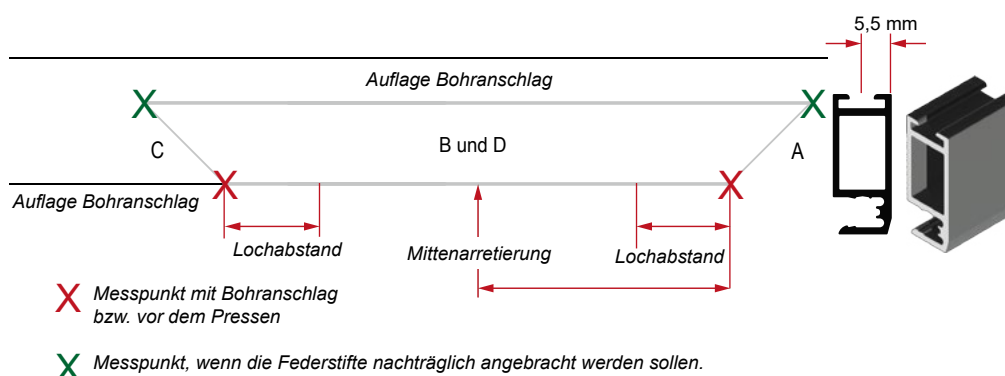 5,5 mm
Auflage Bohranschlag
C
B und D
A
Auflage Bohranschlag
Lochabstand
Mittenarretierung
Lochabstand
X Messpunkt mit Bohranschlag
bzw. vor dem Pressen
X Messpunkt, wenn die Federstifte nachträglich angebracht werden sollen.